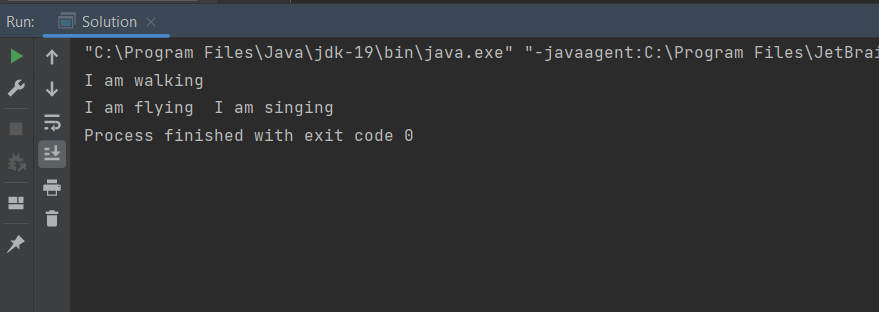 Run: Solution
"C:\Program Files\Java\jdk-19\bin\java.exe" "-javaagent:C:\Program Files\JetBrai
I am walking
I am flying  I am singing
Process finished with exit code 0